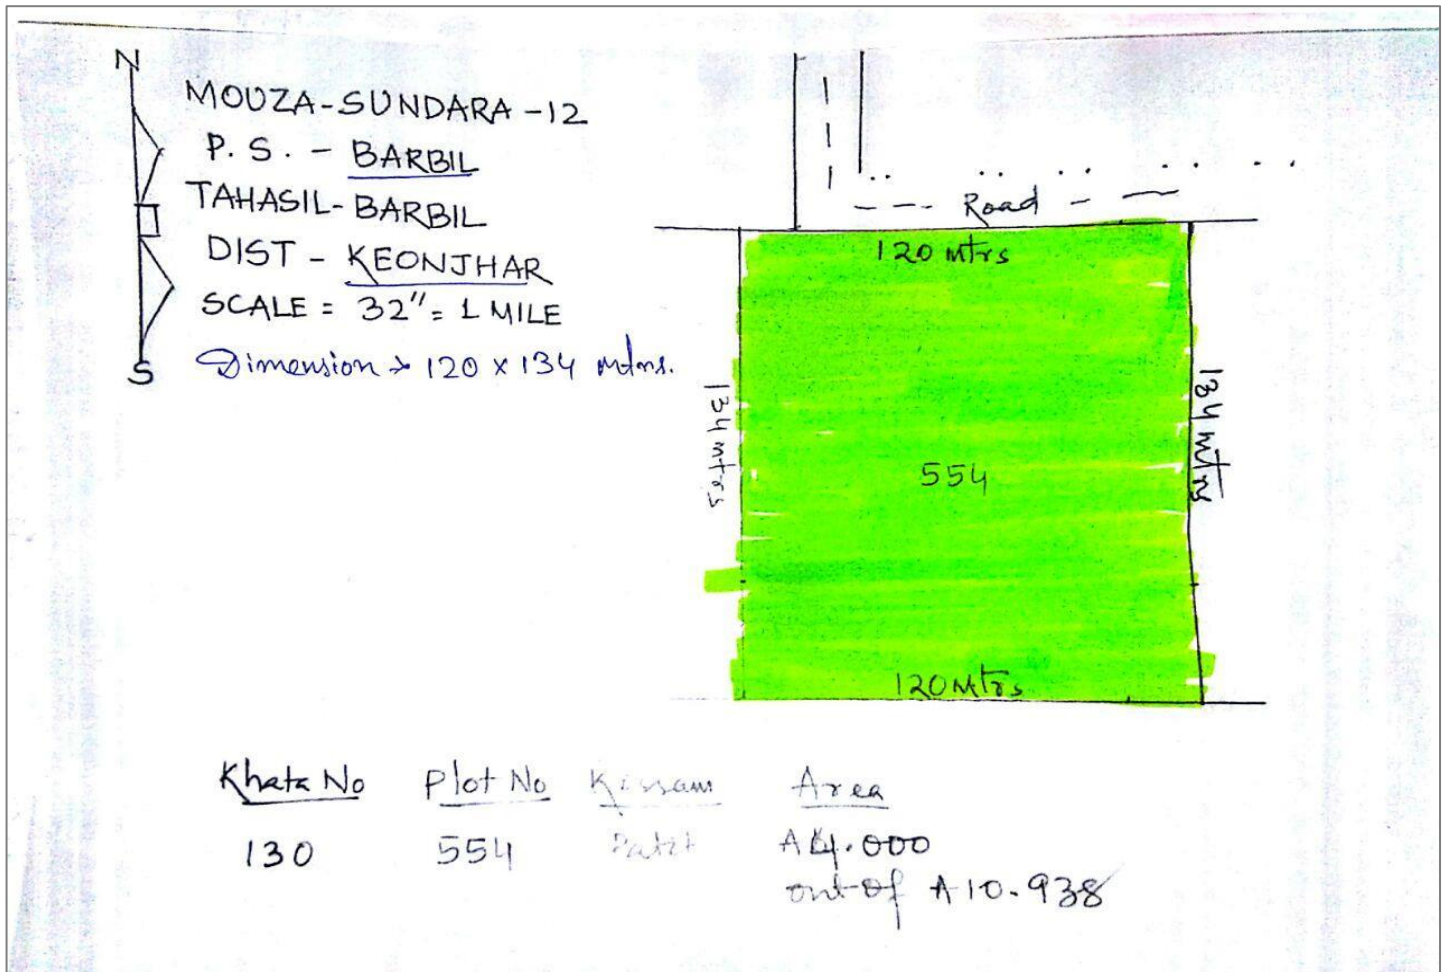 N
MOUZA-SUNDARA-12
P.S. - BARBIL
TAHASIL-BARBIL
DIST - KEONJHAR
SCALE = 32"= 1 MILE
S
Dimension → 120 x 134 mtrs.
Road
120 mtrs
134 mtrs
134 mtrs
554
120 Mtrs
Khata No Plot No Kissam Area
130 554 Patit A4.000
out of A10.938